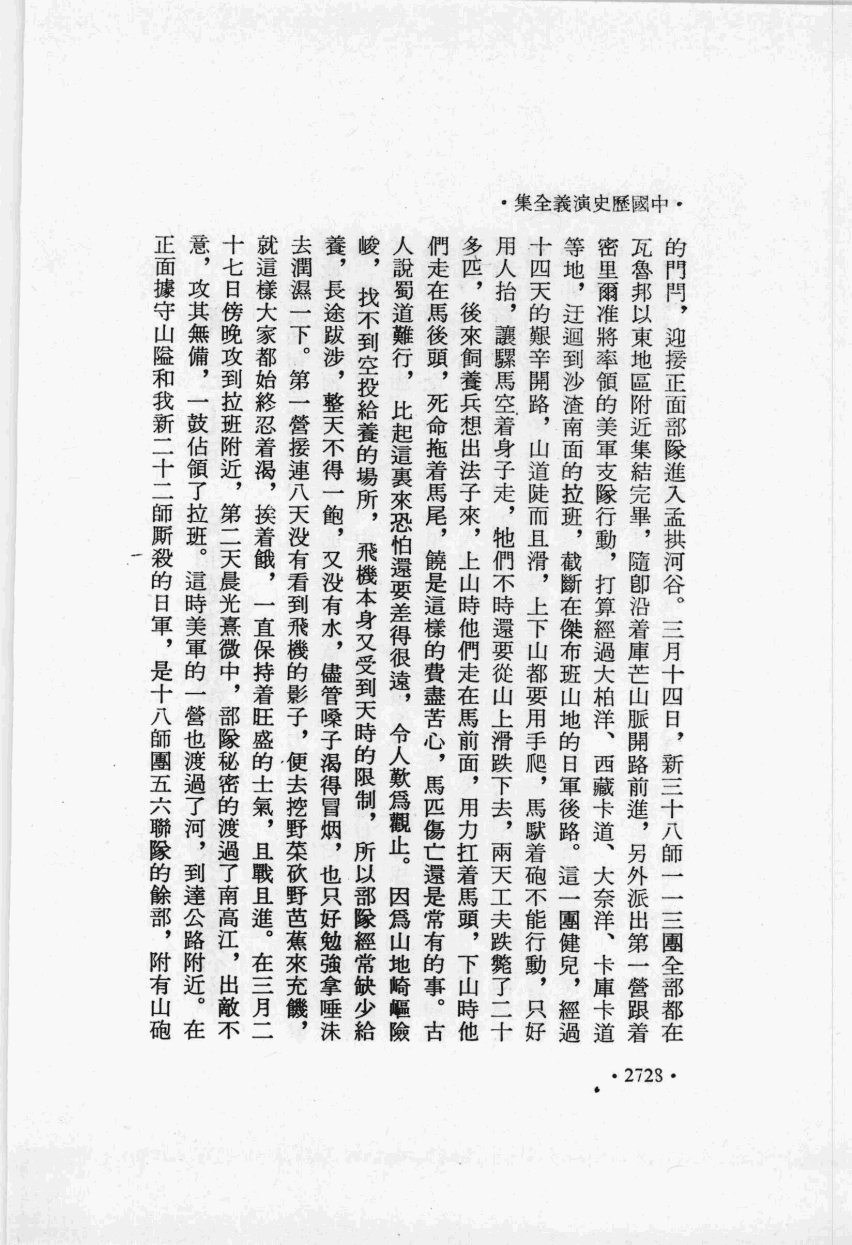 •中國歷史演義全集•
的門閂，迎接正面部隊進入孟拱河谷。三月十四日，新三十八師一一三團全部都在
瓦魯邦以東地區附近集結完畢，隨卽沿着庫芒山脈開路前進，另外派出第一營跟着
密里爾准將率領的美軍支隊行動，打算經過大柏洋、西藏卡道、大奈洋、卡庫卡道
等地，迂迴到沙渣南面的拉班，截斷在傑布班山地的日軍後路。這一團健兒，經過
十四天的艱辛開路，山道陡而且滑，上下山都要用手爬，馬馱着砲不能行動，只好
用人抬，讓騾馬空着身子走，牠們不時還要從山上滑跌下去，兩天工夫跌斃了二十
多匹，後來飼養兵想出法子來，上山時他們走在馬前面，用力扛着馬頭，下山時他
們走在馬後頭，死命拖着馬尾，饒是這樣的費盡苦心，馬匹傷亡還是常有的事。古
人說蜀道難行，比起這裏來恐怕還要差得很遠，令人歎爲觀止。因爲山地崎嶇險
峻，找不到空投給養的場所，飛機本身又受到天時的限制，所以部隊經常缺少給
養，長途跋涉，整天不得一飽，又没有水，儘管嗓子渴得冒烟，也只好勉強拿唾沫
去潤濕一下。第一營接連八天没有看到飛機的影子，便去挖野菜砍野芭蕉來充饑，
就這樣大家都始終忍着渴，挨着餓，一直保持着旺盛的士氣，且戰且進。在三月二
十七日傍晚攻到拉班附近，第二天晨光熹微中，部隊秘密的渡過了南高江，出敵不
意，攻其無備，一鼓佔領了拉班。這時美軍的一營也渡過了河，到達公路附近。在
正面據守山隘和我新二十二師厮殺的日軍，是十八師團五六聯隊的餘部，附有山砲
•2728•